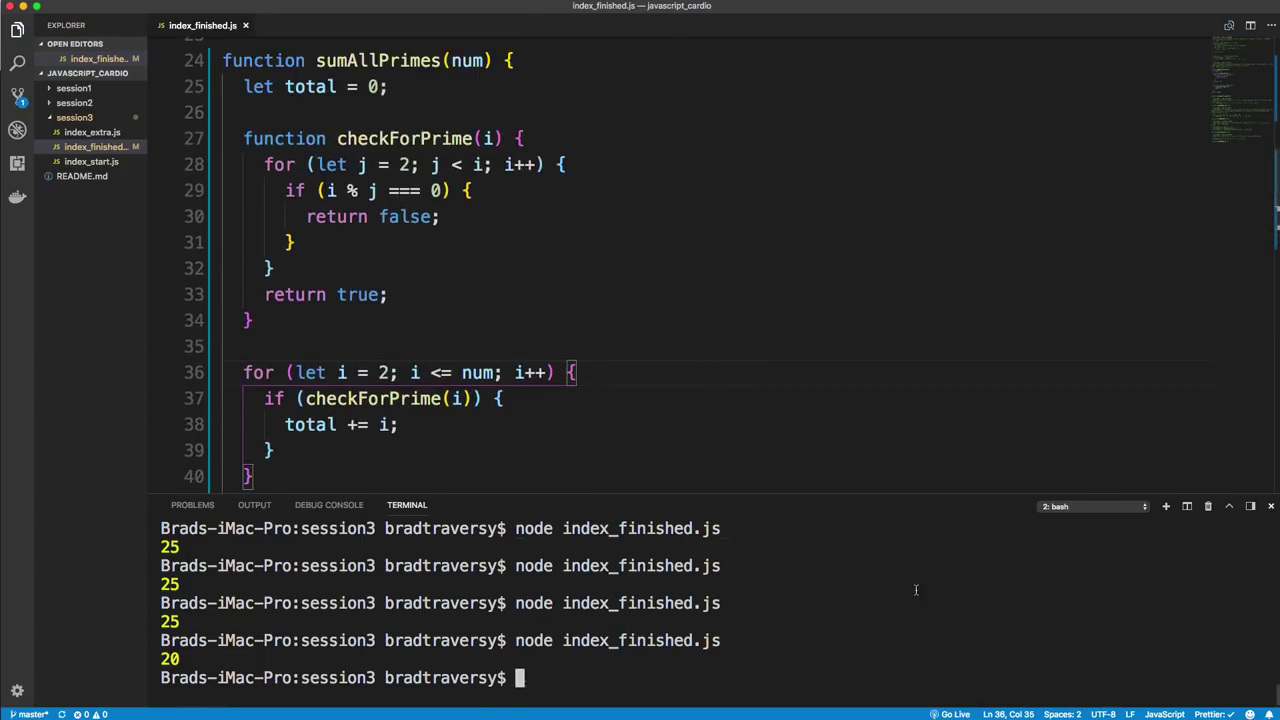 index_finished.js — javascript_cardio
EXPLORER
index_finished.js ×
OPEN EDITORS
index_finishe.. M
JAVASCRIPT_CARDIO
session1
session2
session3
index_extra.js
index_finished... M
index_start.js
README.md
1
24 function sumAllPrimes(num) {
25 let total = 0;
26
27 function checkForPrime(i) {
28 for (let j = 2; j < i; i++) {
29 if (i % j === 0) {
30 return false;
31 }
32 }
33 return true;
34 }
35
36 for (let i = 2; i <= num; i++) {
37 if (checkForPrime(i)) {
38 total += i;
39 }
40 }
PROBLEMS OUTPUT DEBUG CONSOLE TERMINAL 2: bash
Brads-iMac-Pro:session3 bradtraversy$ node index_finished.js
25
Brads-iMac-Pro:session3 bradtraversy$ node index_finished.js
25
Brads-iMac-Pro:session3 bradtraversy$ node index_finished.js
25
Brads-iMac-Pro:session3 bradtraversy$ node index_finished.js
20
Brads-iMac-Pro:session3 bradtraversy$
master* 0 0 Go Live Ln 36, Col 35 Spaces: 2 UTF-8 LF JavaScript Prettier: ✓